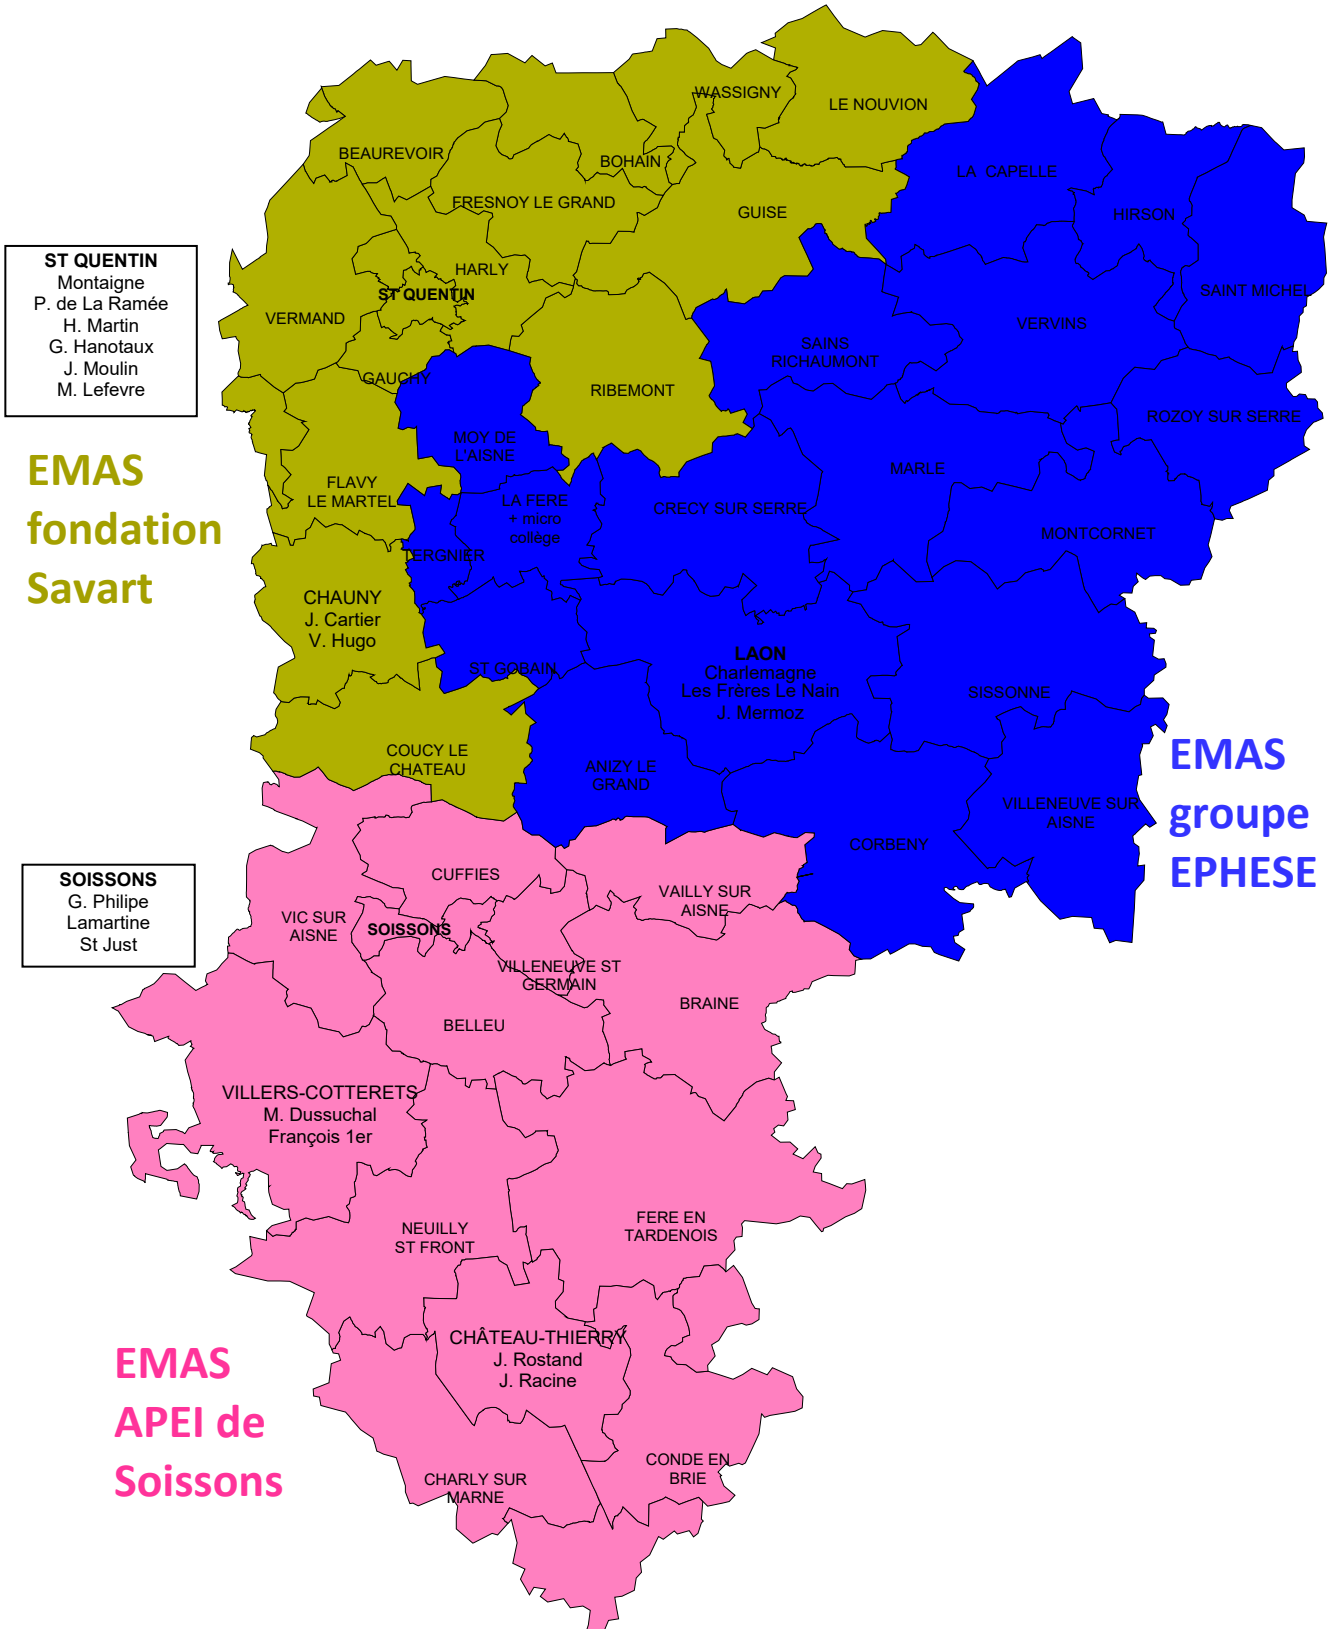 WASSIGNY
LE NOUVION
BEAUREVOIR
BOHAIN
LA CAPELLE
FRESNOY LE GRAND
GUISE
HIRSON
ST QUENTIN
Montaigne
P. de La Ramée
H. Martin
G. Hanotaux
J. Moulin
M. Lefevre
HARLY
ST QUENTIN
SAINT MICHEL
VERMAND
VERVINS
SAINS
RICHAUMONT
GAUCHY
RIBEMONT
ROZOY SUR SERRE
MOY DE
L'AISNE
MARLE
EMAS
fondation
Savart
FLAVY
LE MARTEL
LA FERE
+ micro
collège
CRECY SUR SERRE
MONTCORNET
TERGNIER
CHAUNY
J. Cartier
V. Hugo
ST GOBAIN
LAON
Charlemagne
Les Frères Le Nain
J. Mermoz
SISSONNE
COUCY LE
CHATEAU
ANIZY LE
GRAND
EMAS
groupe
EPHESE
VILLENEUVE SUR
AISNE
CORBENY
SOISSONS
G. Philipe
Lamartine
St Just
CUFFIES
VAILLY SUR
AISNE
VIC SUR
AISNE
SOISSONS
VILLENEUVE ST
GERMAIN
BRAINE
BELLEU
VILLERS-COTTERETS
M. Dussuchal
François 1er
NEUILLY
ST FRONT
FERE EN
TARDENOIS
CHÂTEAU-THIERRY
J. Rostand
J. Racine
EMAS
APEI de
Soissons
CHARLY SUR
MARNE
CONDE EN
BRIE